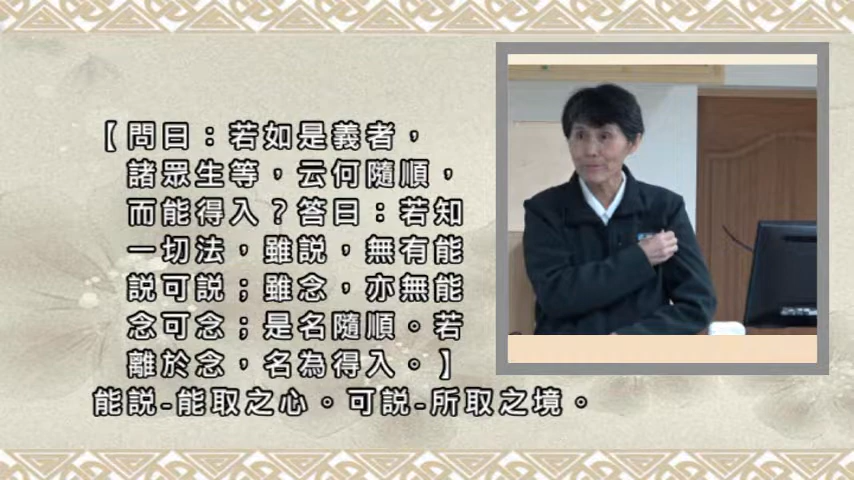 【問曰：若如是義者，
諸眾生等，云何隨順，
而能得入？答曰：若知
一切法，雖說，無有能
說可說；雖念，亦無能
念可念；是名隨順。若
離於念，名為得入。】
能說-能取之心。可說-所取之境。